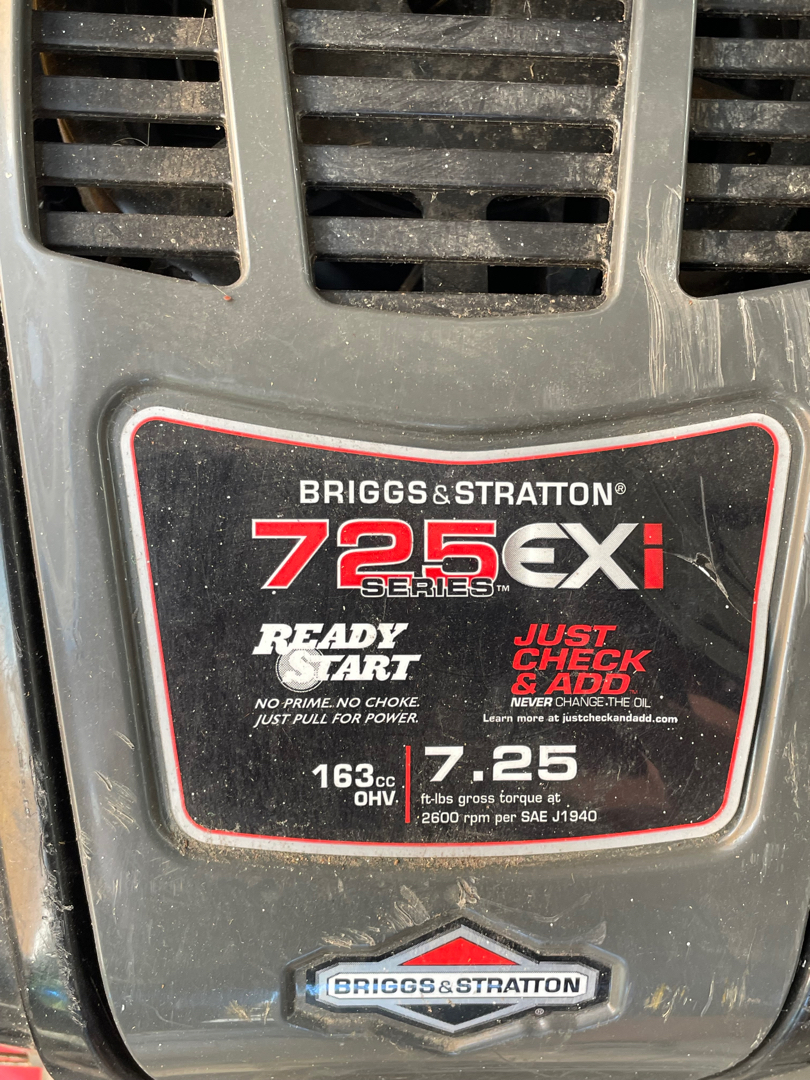 BRIGGS & STRATTON®
725EXi
SERIES™
READY
START®
NO PRIME. NO CHOKE.
JUST PULL FOR POWER.
JUST
CHECK
& ADD™
NEVER CHANGE THE OIL
Learn more at justcheckandadd.com
163cc
OHV
7.25
ft-lbs gross torque at
2600 rpm per SAE J1940
BRIGGS & STRATTON
®